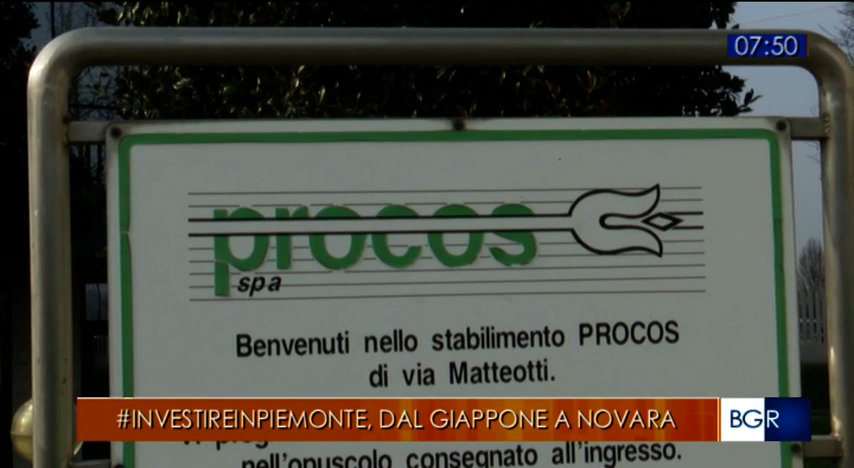 07:50
procos
spa
Benvenuti nello stabilimento PROCOS
di via Matteotti.
#INVESTIREINPIEMONTE, DAL GIAPPONE A NOVARA
BGR
nell'opuscolo consegnato all'ingresso.